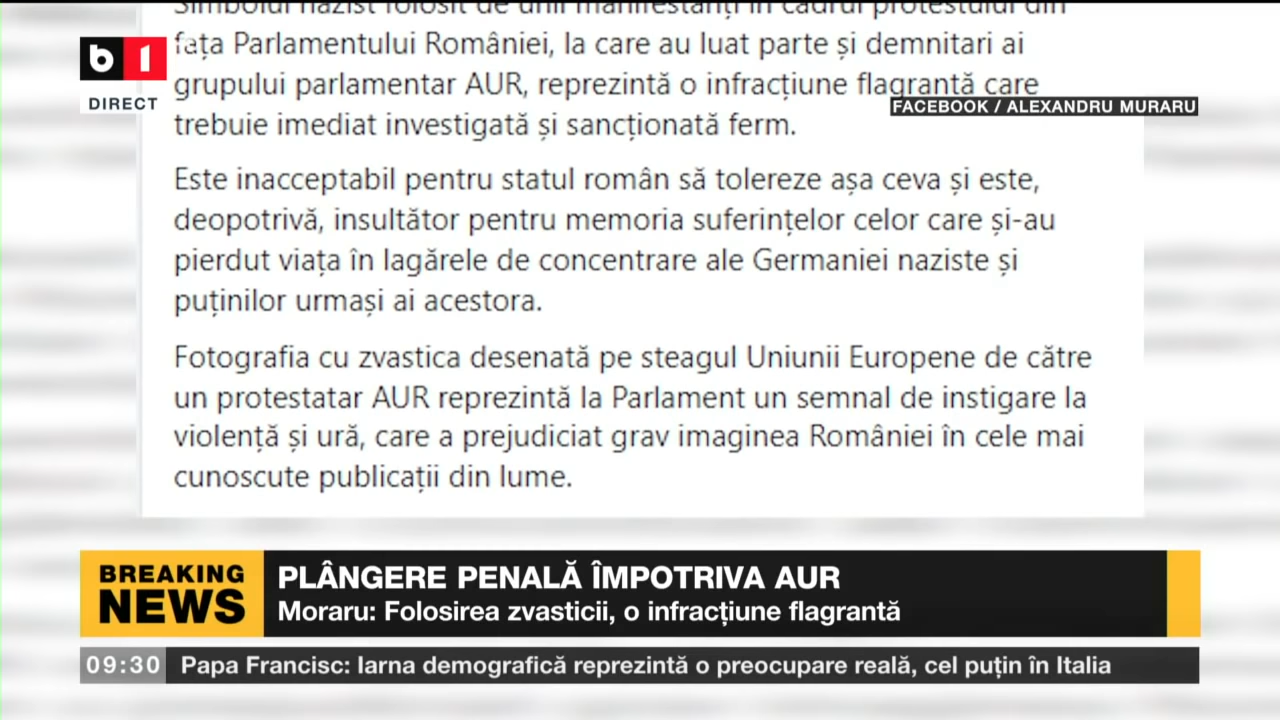 Simbolul nazist folosit de unii manifestanți în cadrul protestului din
fața Parlamentului României, la care au luat parte și demnitari ai
grupului parlamentar AUR, reprezintă o infracțiune flagrantă care
trebuie imediat investigată și sancționată ferm.
b1
DIRECT
FACEBOOK / ALEXANDRU MURARU
Este inacceptabil pentru statul român să tolereze așa ceva și este,
deopotrivă, insultător pentru memoria suferințelor celor care și-au
pierdut viața în lagărele de concentrare ale Germaniei naziste și
puținilor urmași ai acestora.
Fotografia cu zvastica desenată pe steagul Uniunii Europene de către
un protestatar AUR reprezintă la Parlament un semnal de instigare la
violență și ură, care a prejudiciat grav imaginea României în cele mai
cunoscute publicații din lume.
BREAKING
NEWS
PLÂNGERE PENALĂ ÎMPOTRIVA AUR
Moraru: Folosirea zvasticii, o infracțiune flagrantă
09:30 Papa Francisc: Iarna demografică reprezintă o preocupare reală, cel puțin în Italia